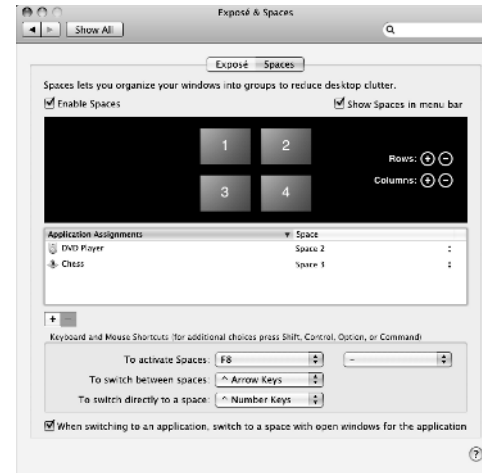 Exposé & Spaces
Show All
Exposé Spaces
Spaces lets you organize your windows into groups to reduce desktop clutter.
Enable Spaces Show Spaces in menu bar
1 2
Rows:
Columns:
3 4
Application Assignments Space
DVD Player Space 2
Chess Space 3
+ −
Keyboard and Mouse Shortcuts (for additional choices press Shift, Control, Option, or Command)
To activate Spaces: F8 –
To switch between spaces: ^ Arrow Keys
To switch directly to a space: ^ Number Keys
When switching to an application, switch to a space with open windows for the application
?